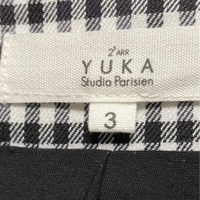 2ᵉ ARR
YUKA
Studio Parisien
3